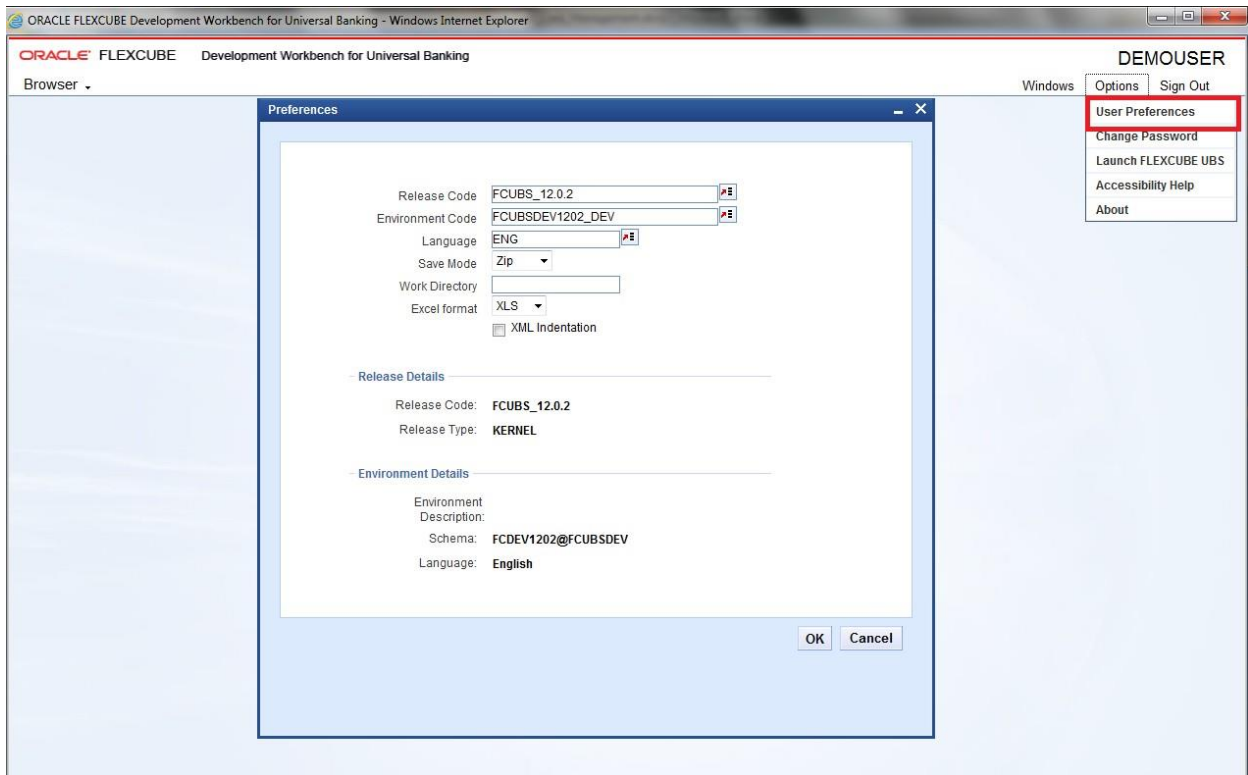 ORACLE FLEXCUBE Development Workbench for Universal Banking - Windows Internet Explorer
ORACLE FLEXCUBE Development Workbench for Universal Banking
DEMOUSER
Browser
Windows Options Sign Out
User Preferences
Change Password
Launch FLEXCUBE UBS
Accessibility Help
About
Preferences
Release Code FCUBS_12.0.2
Environment Code FCUBSDEV1202_DEV
Language ENG
Save Mode Zip
Work Directory
Excel format XLS
XML Indentation
Release Details
Release Code: FCUBS_12.0.2
Release Type: KERNEL
Environment Details
Environment
Description:
Schema: FCDEV1202@FCUBSDEV
Language: English
OK Cancel